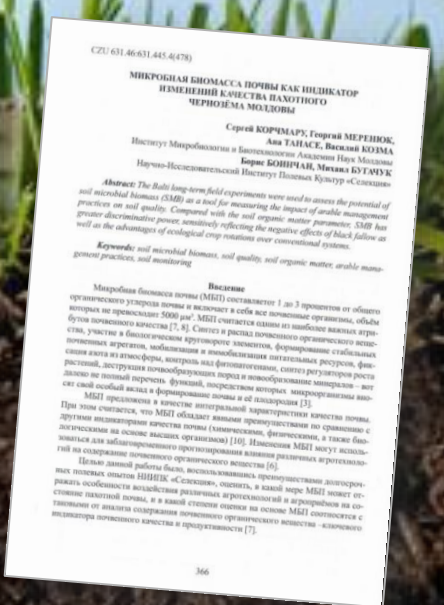 CZU 631.46:631.445.4(478)
МИКРОБНАЯ БИОМАССА ПОЧВЫ КАК ИНДИКАТОР
ИЗМЕНЕНИЙ КАЧЕСТВА ПАХОТНОГО
ЧЕРНОЗЁМА МОЛДОВЫ
Сергей КОРЧМАРУ, Георгий МЕРЕНЮК,
Ана ТАНАСЕ, Василий КОЗМА
Институт Микробиологии и Биотехнологии Академии Наук Молдовы
Борис БОИНЧАН, Михаил БУГАЧУК
Научно-Исследовательский Институт Полевых Культур «Селекция»
Abstract: The Balti long-term field experiments were used to assess the potential of
soil microbial biomass (SMB) as a tool for measuring the impact of arable management
practices on soil quality. Compared with the soil organic matter parameter, SMB has
greater discriminative power, sensitively reflecting the negative effects of black fallow as
well as the advantages of ecological crop rotations over conventional systems.
Keywords: soil microbial biomass, soil quality, soil organic matter, arable mana-
gement practices, soil monitoring
Введение
Микробная биомасса почвы (МБП) составляет 1 до 3 процентов от общего
органического углерода почвы и включает в себя все почвенные организмы, объём
которых не превосходит 5000 μм³. МБП считается одним из наиболее важных атри-
бутов почвенного качества [7, 8]. Синтез и распад почвенного органического веще-
ства, участие в биологическом круговороте элементов, формирование стабильных
почвенных агрегатов, мобилизация и иммобилизация питательных ресурсов, фик-
сация азота из атмосферы, контроль над фитопатогенами, синтез регуляторов роста
растений, деструкция почвообразующих пород и новообразование минералов – вот
далеко не полный перечень функций, посредством которых микроорганизмы вно-
сят свой особый вклад в формирование почвы и её плодородия [3].
МБП предложена в качестве интегральной характеристики качества почвы.
При этом считается, что МБП обладает явными преимуществами по сравнению с
другими индикаторами качества почвы (химическими, физическими, а также био-
логическими на основе высших организмов) [10]. Изменения МБП могут исполь-
зоваться для заблаговременного прогнозирования влияния различных агротехноло-
гий на содержание почвенного органического вещества [6].
Целью данной работы было, воспользовавшись преимуществами долгосроч-
ных полевых опытов НИИПК «Селекция», оценить, в какой мере МБП может от-
ражать особенности воздействия различных агротехнологий и агроприёмов на со-
стояние пахотной почвы, и в какой степени оценки на основе МБП соотносятся с
таковыми от анализа содержания почвенного органического вещества -ключевого
индикатора почвенного качества и продуктивности [7].
366